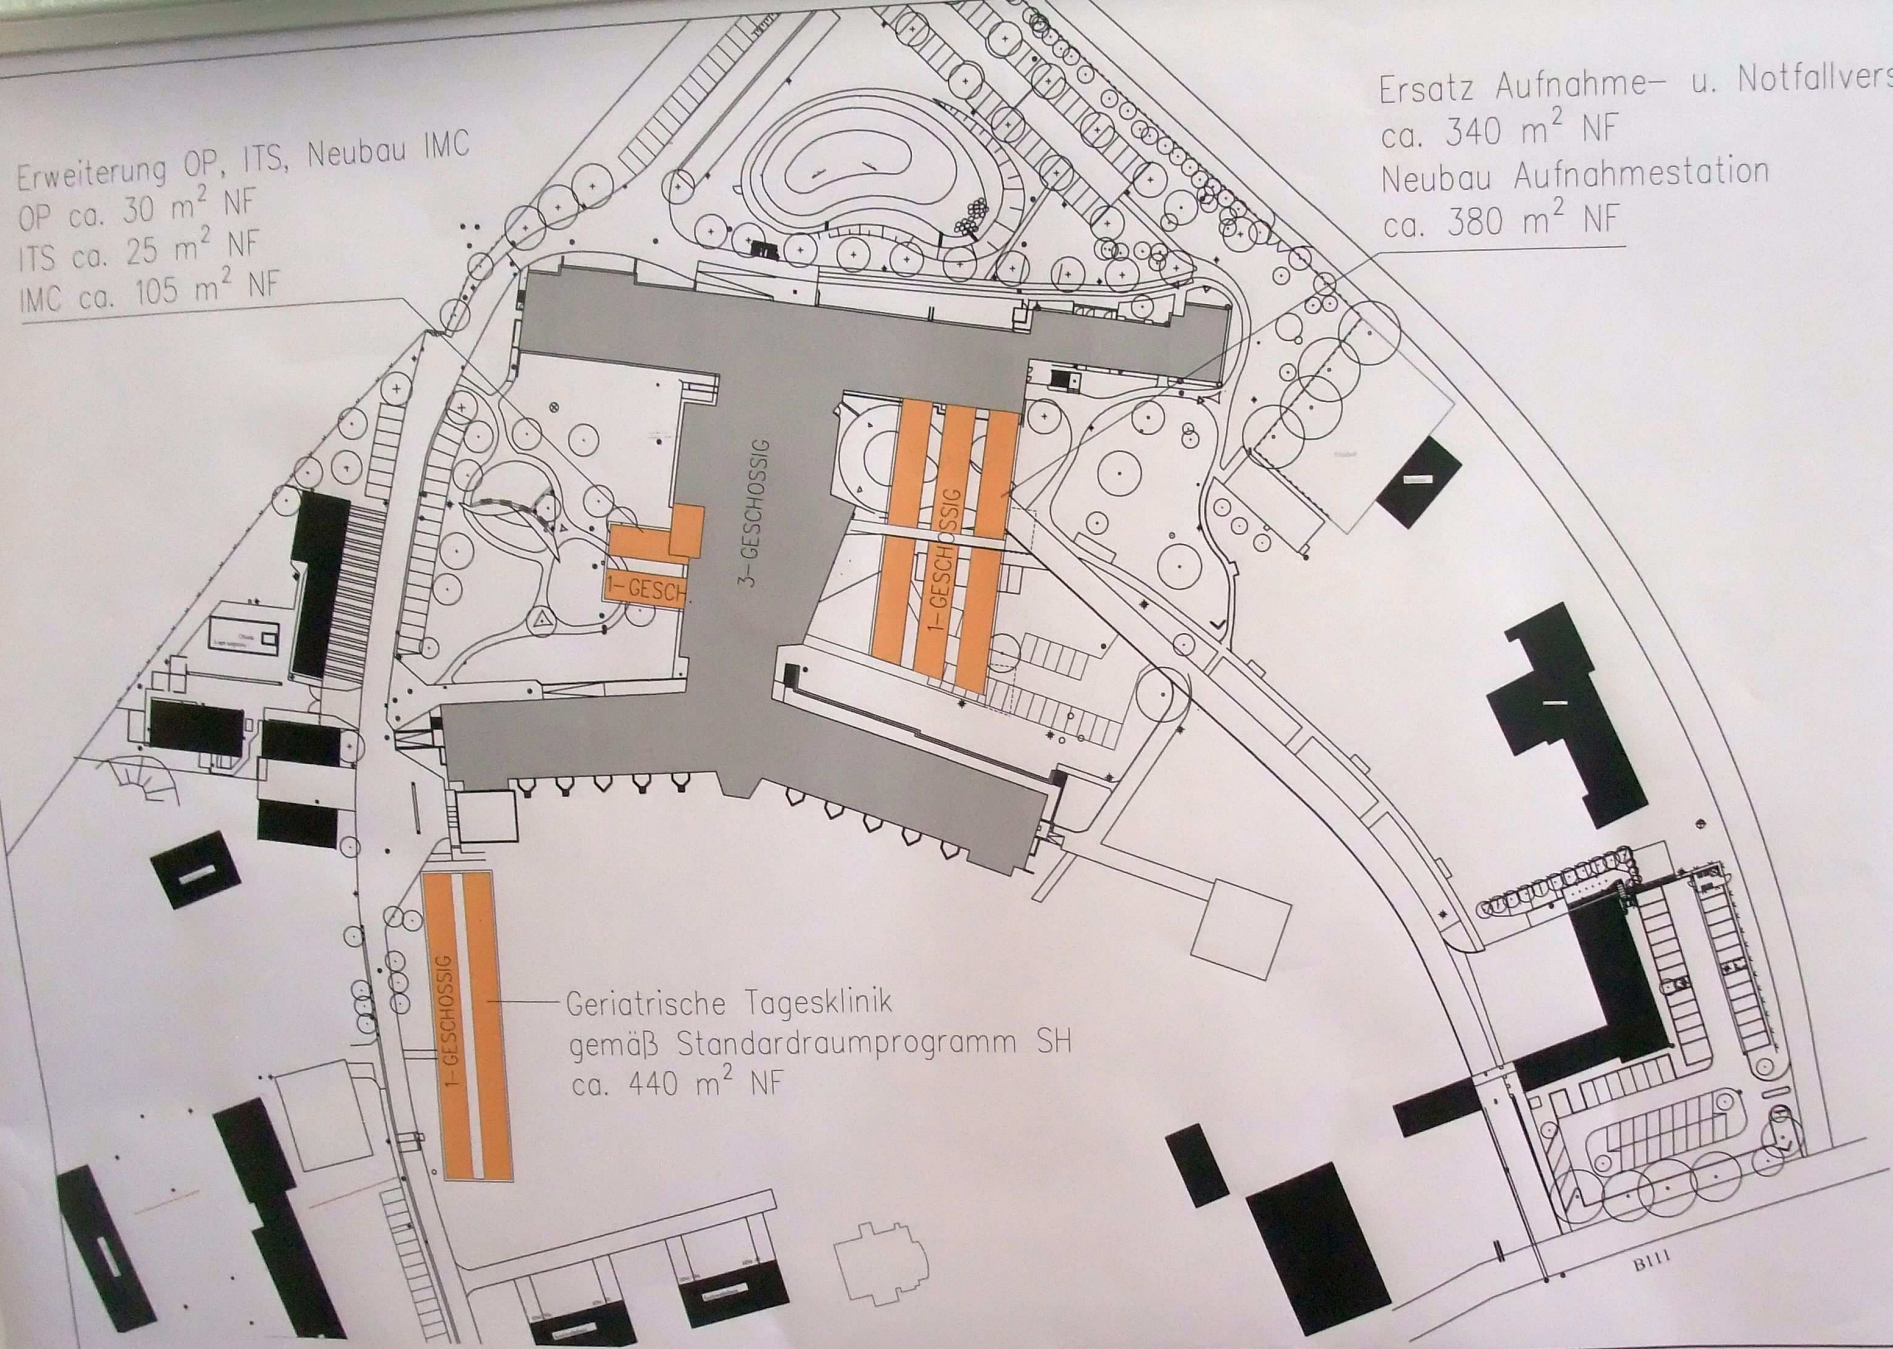 Erweiterung OP, ITS, Neubau IMC
OP ca. 30 m² NF
ITS ca. 25 m² NF
IMC ca. 105 m² NF
Ersatz Aufnahme- u. Notfallvers
ca. 340 m² NF
Neubau Aufnahmestation
ca. 380 m² NF
3-GESCHOSSIG
1-GESCHOSSIG
1-GESCH.
1-GESCHOSSIG
Geriatrische Tagesklinik
gemäß Standardraumprogramm SH
ca. 440 m² NF
B111